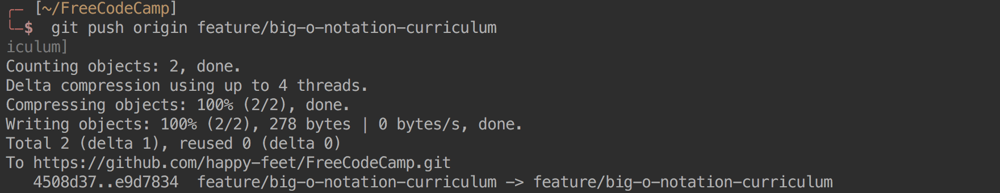 [~/FreeCodeCamp]
$ git push origin feature/big-o-notation-curriculum
iculum]
Counting objects: 2, done.
Delta compression using up to 4 threads.
Compressing objects: 100% (2/2), done.
Writing objects: 100% (2/2), 278 bytes | 0 bytes/s, done.
Total 2 (delta 1), reused 0 (delta 0)
To https://github.com/happy-feet/FreeCodeCamp.git
   4508d37..e9d7834  feature/big-o-notation-curriculum -> feature/big-o-notation-curriculum